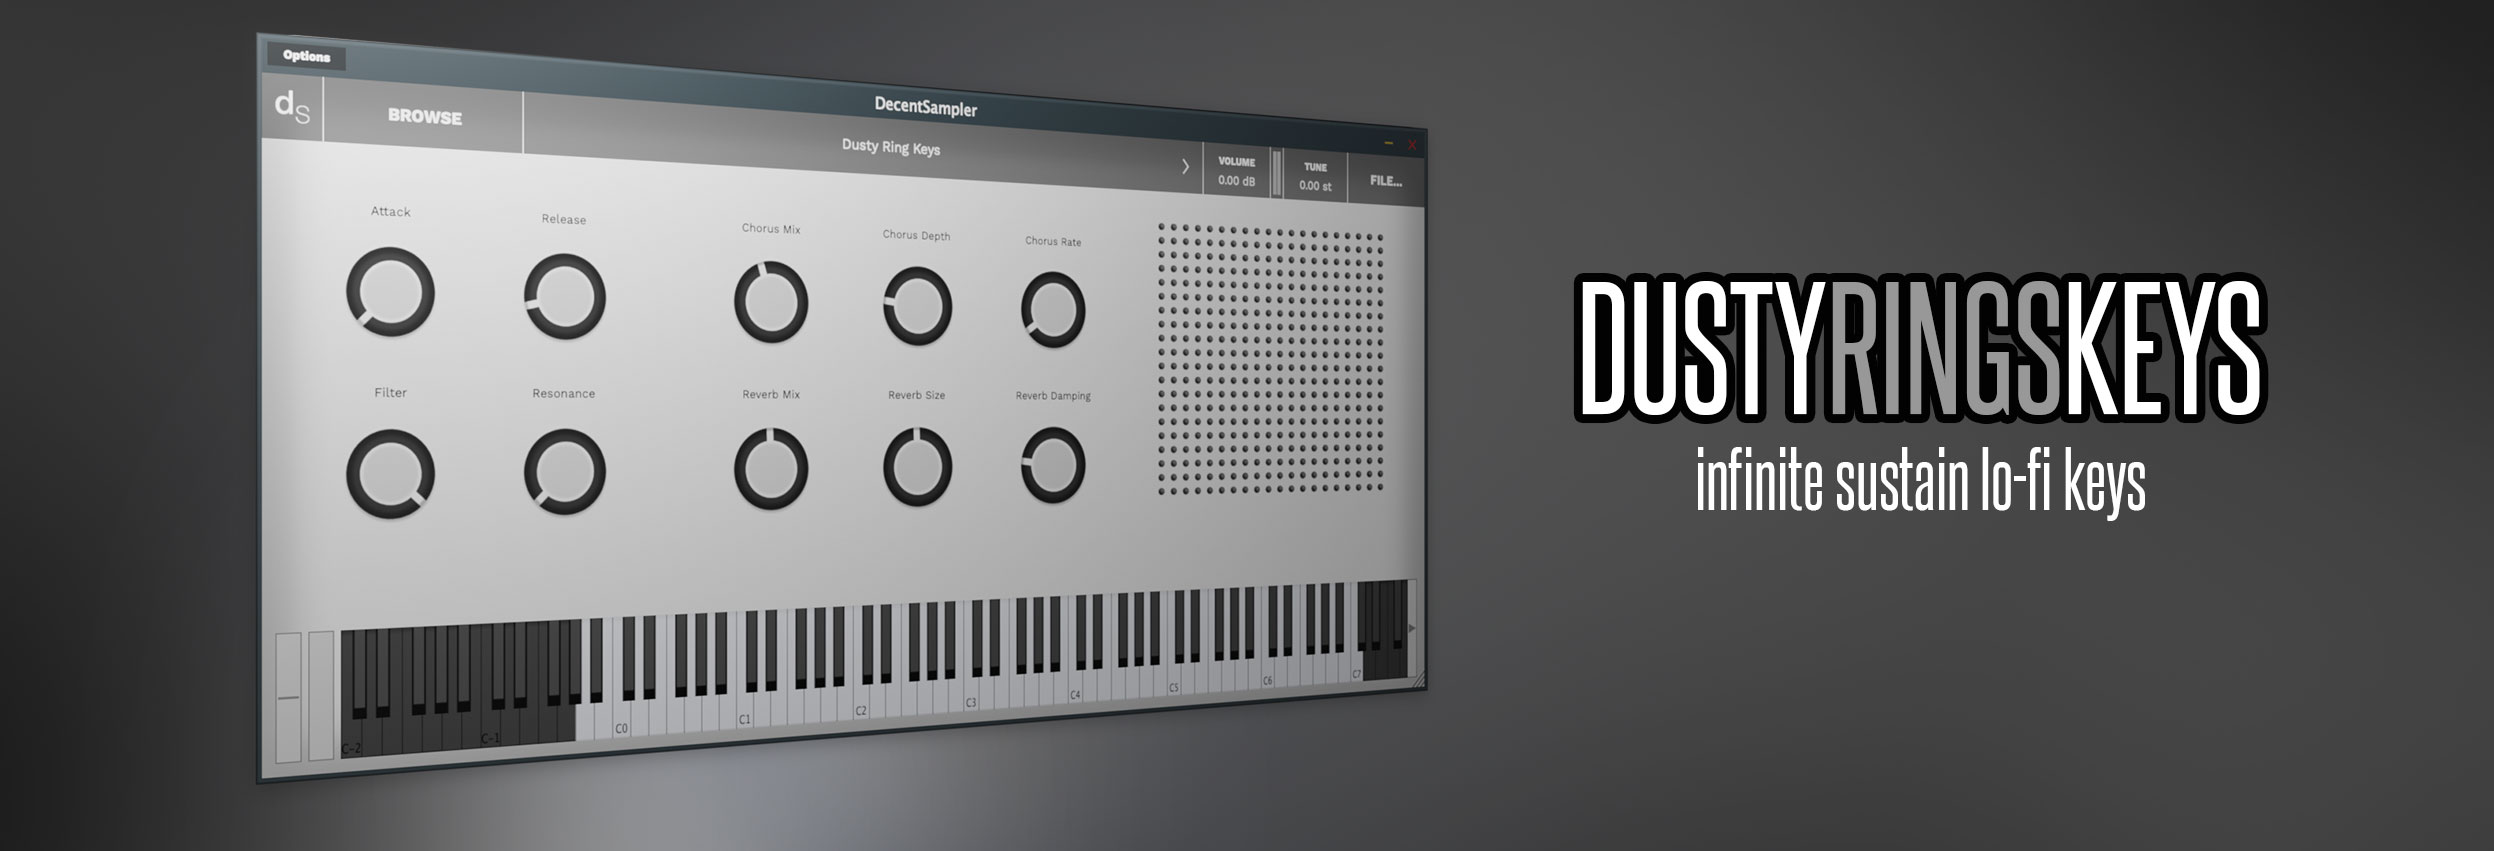 Options
DecentSampler
ds
BROWSE
Dusty Ring Keys
VOLUME
0.00 dB
TUNE
0.00 st
FILE...
Attack
Release
Chorus Mix
Chorus Depth
Chorus Rate
Filter
Resonance
Reverb Mix
Reverb Size
Reverb Damping
C-2
C-1
C0
C1
C2
C3
C4
C5
C6
C7
DUSTYRINGSKEYS
infinite sustain lo-fi keys